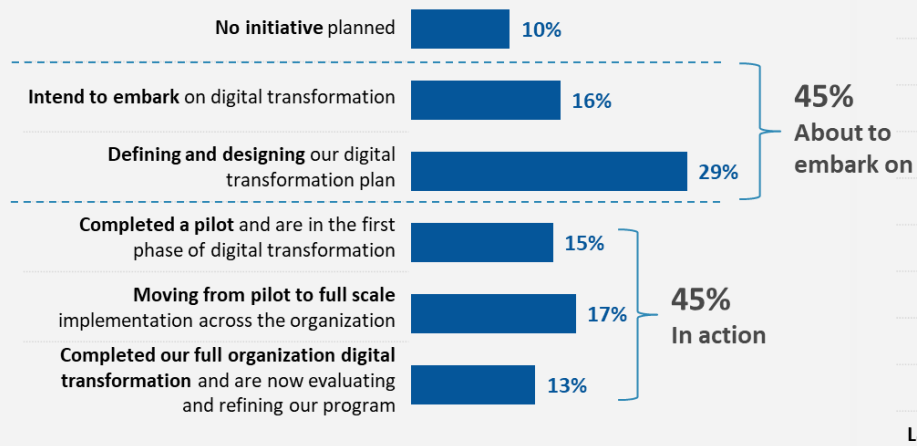 No initiative planned
10%
Intend to embark on digital transformation
16%
Defining and designing our digital
transformation plan
29%
45%
About to
embark on
Completed a pilot and are in the first
phase of digital transformation
15%
Moving from pilot to full scale
implementation across the organization
17%
Completed our full organization digital
transformation and are now evaluating
and refining our program
13%
45%
In action
L